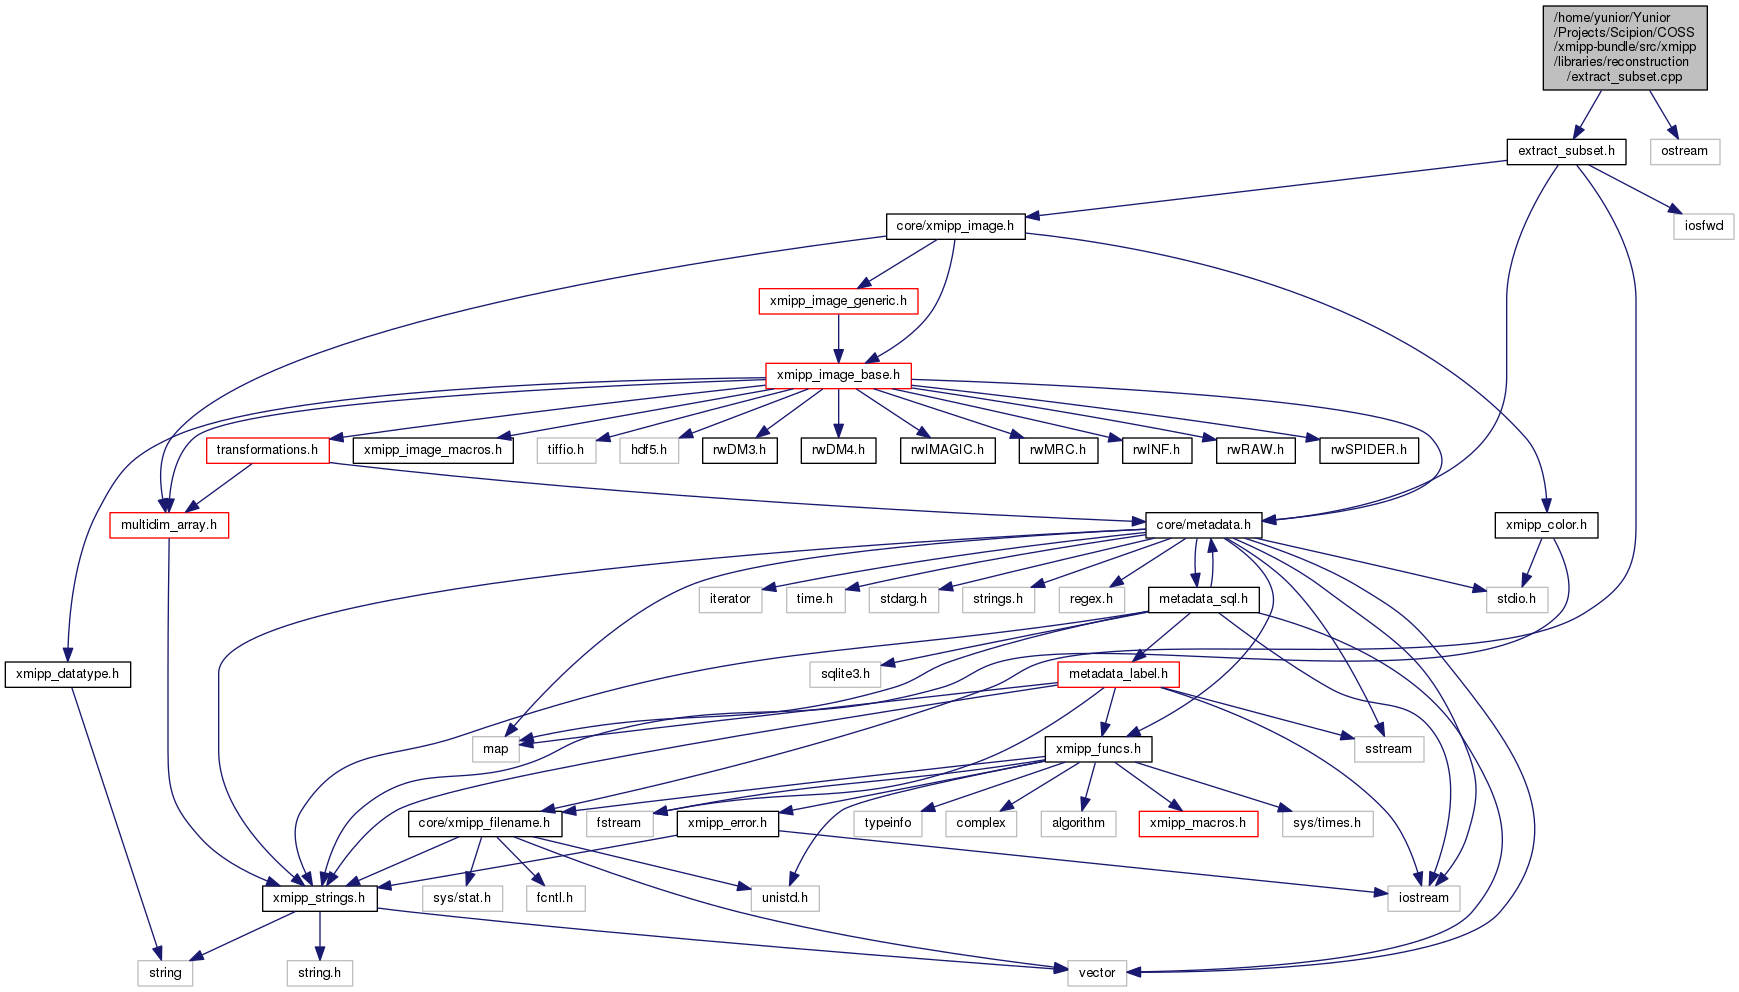 /home/yunior/Yunior
/Projects/Scipion/COSS
/xmipp-bundle/src/xmipp
/libraries/reconstruction
/extract_subset.cpp
extract_subset.h
ostream
core/xmipp_image.h
iosfwd
xmipp_image_generic.h
xmipp_image_base.h
transformations.h
xmipp_image_macros.h
tiffio.h
hdf5.h
rwDM3.h
rwDM4.h
rwIMAGIC.h
rwMRC.h
rwINF.h
rwRAW.h
rwSPIDER.h
multidim_array.h
core/metadata.h
xmipp_color.h
iterator
time.h
stdarg.h
strings.h
regex.h
metadata_sql.h
stdio.h
xmipp_datatype.h
sqlite3.h
metadata_label.h
map
xmipp_funcs.h
sstream
core/xmipp_filename.h
fstream
xmipp_error.h
typeinfo
complex
algorithm
xmipp_macros.h
sys/times.h
xmipp_strings.h
sys/stat.h
fcntl.h
unistd.h
iostream
string
string.h
vector